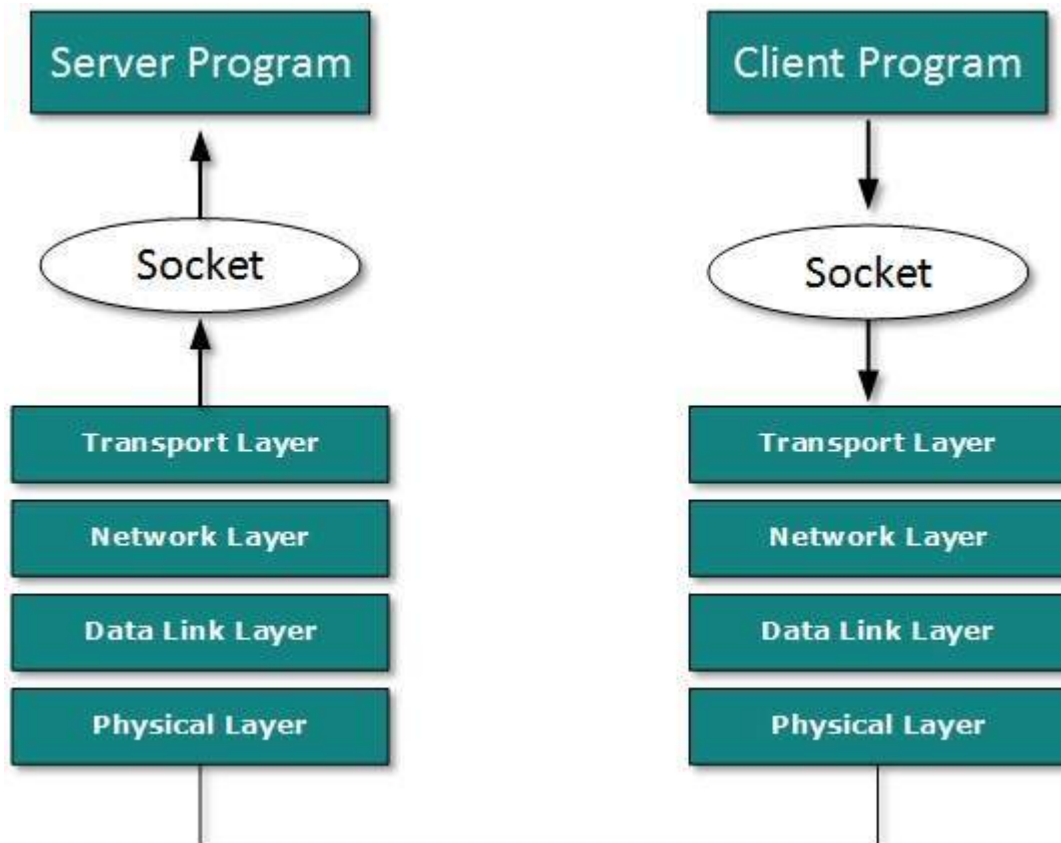 Server Program
Socket
Transport Layer
Network Layer
Data Link Layer
Physical Layer
Client Program
Socket
Transport Layer
Network Layer
Data Link Layer
Physical Layer